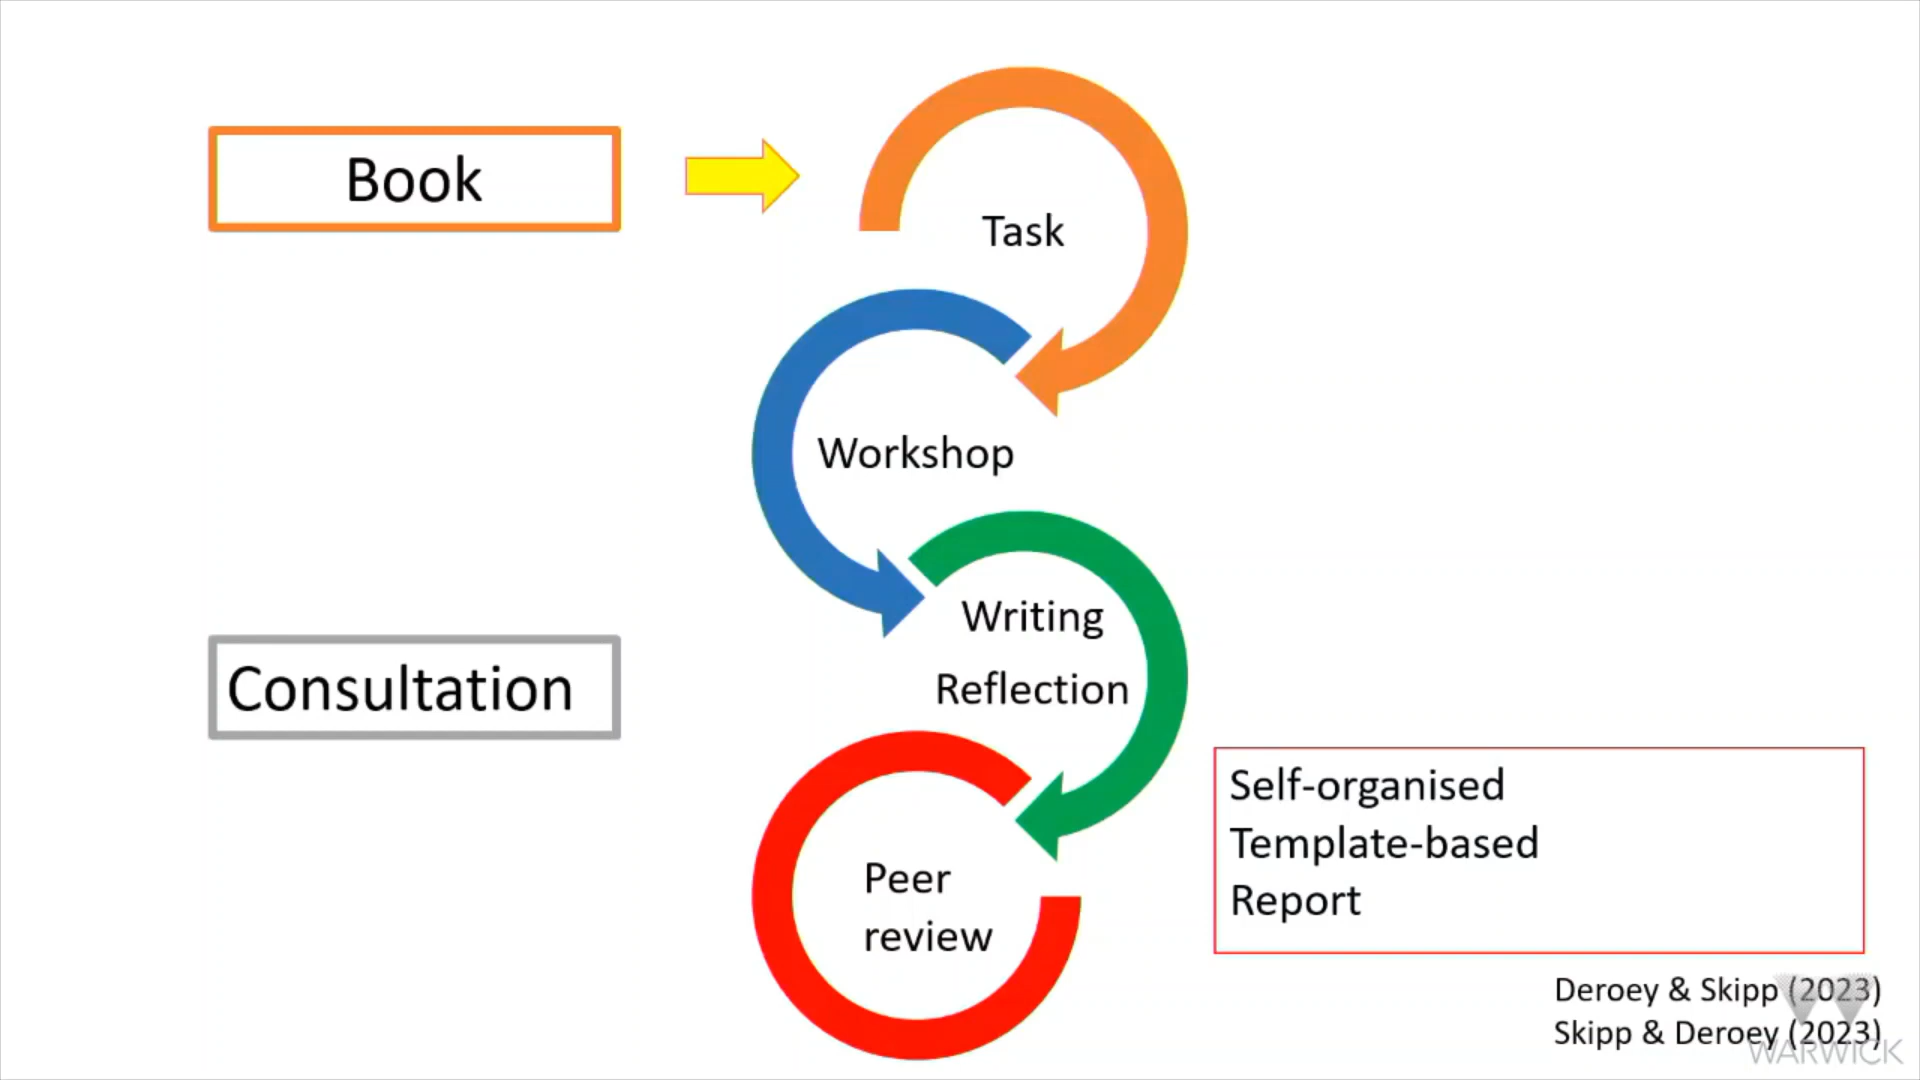 Book
Task
Workshop
Writing
Reflection
Consultation
Peer
review
Self-organised
Template-based
Report
Deroey & Skipp (2023)
Skipp & Deroey (2023)
WARWICK